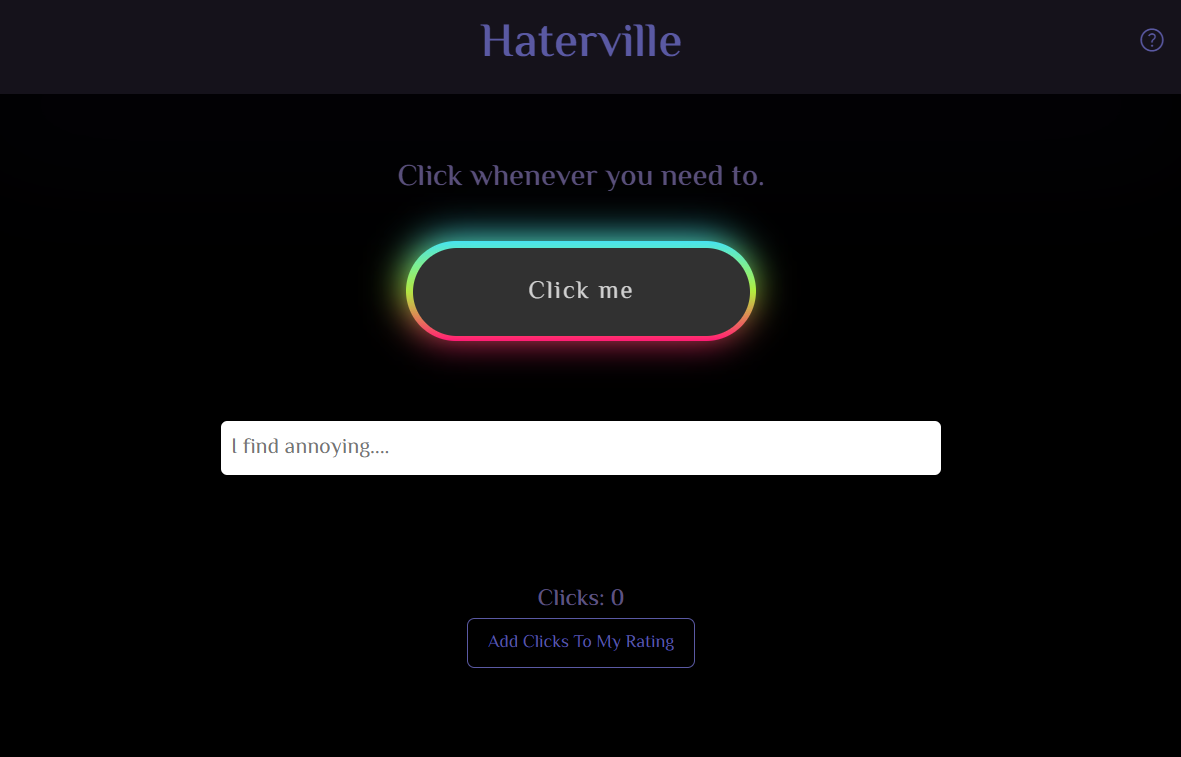 Haterville
?
Click whenever you need to.
Click me
I find annoying....
Clicks: 0
Add Clicks To My Rating